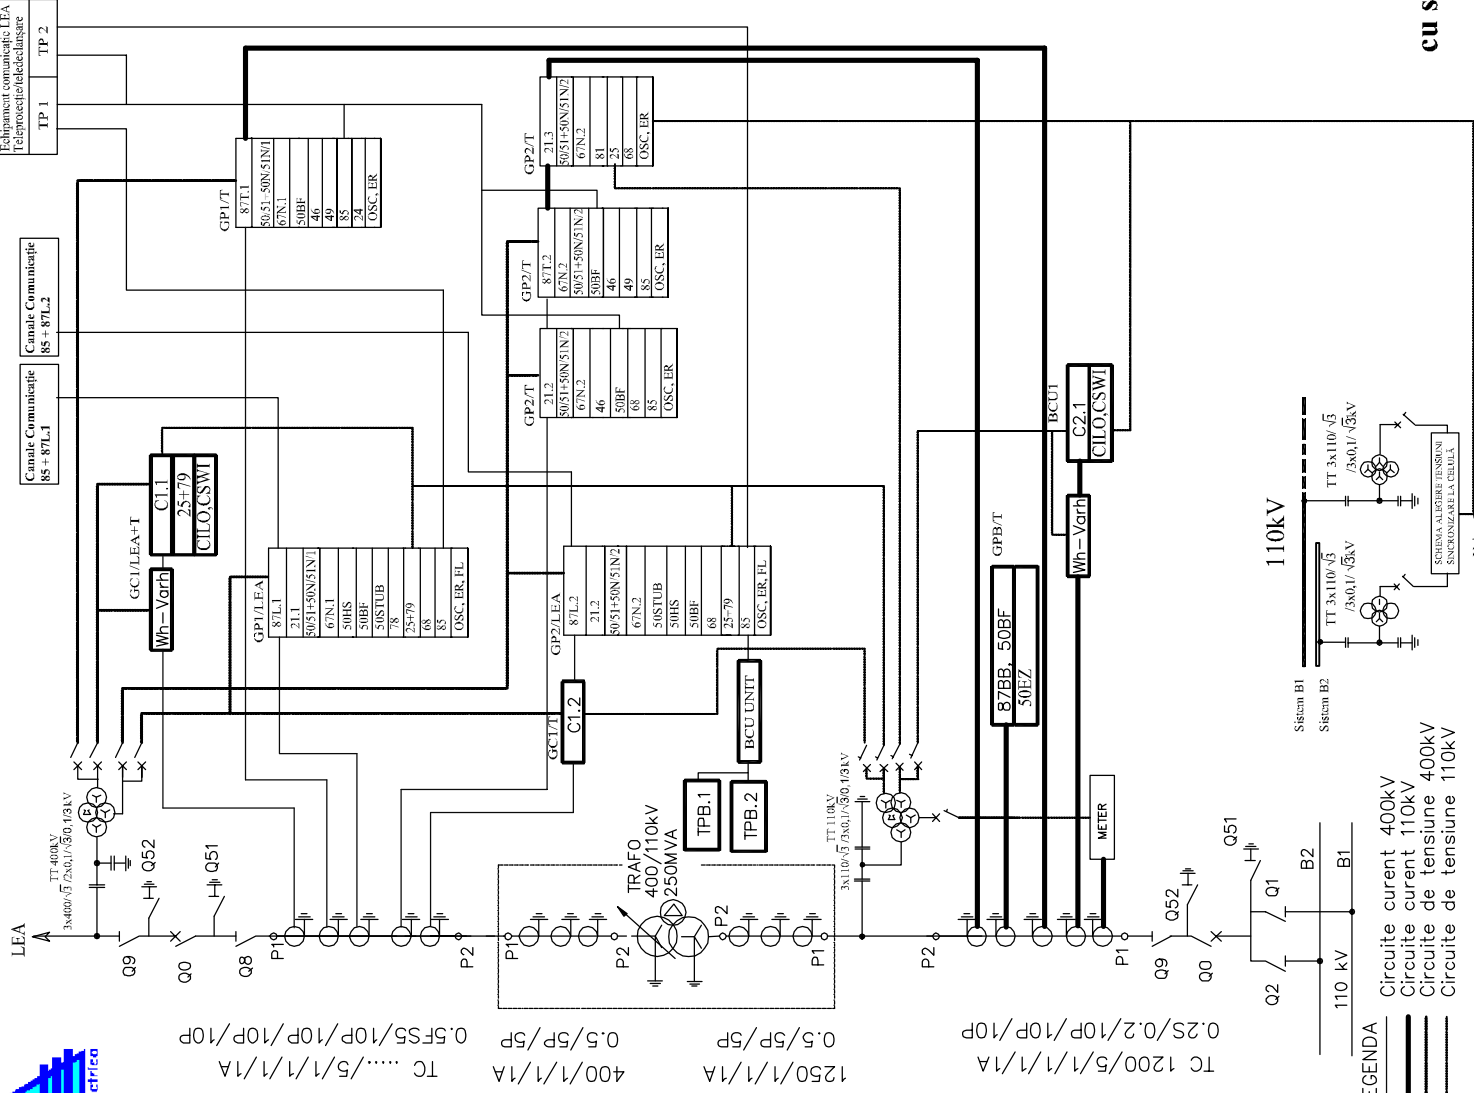 Echipament comunicație LEA
Teleprotecție/teledeclanșare
TP 1
TP 2
cu s
Canale Comunicație
85 + 87L.2
Canale Comunicație
85 + 87L.1
GP1/T
87T.1
50/51+50N/51N/1
67N.1
50BF
46
49
85
24
OSC, ER
GP2/T
21.3
50/51+50N/51N/2
67N.2
81
25
68
OSC, ER
GP2/T
87T.2
67N.2
50/51+50N/51N/2
50BF
46
49
85
OSC, ER
GP2/T
21.2
50/51+50N/51N/2
67N.2
46
50BF
68
85
OSC, ER
GC1/LEA+T
C1.1
25+79
CILO,CSWI
Wh-Varh
GP1/LEA
87L.1
21.1
50/51+50N/51N/1
67N.1
50HS
50BF
50STUB
78
25+79
68
85
OSC, ER, FL
GP2/LEA
87L.2
21.2
50/51+50N/51N/2
67N.2
50STUB
50HS
50BF
68
25+79
85
OSC, ER, FL
GC1/T
C1.2
BCU UNIT
TPB.1
TPB.2
BCU1
C2.1
CILO,CSWI
Wh-Varh
GPB/T
87BB, 50BF
50EZ
METER
110kV
TT 3x110/√3
/3x0,1/√3kV
TT 3x110/√3
/3x0,1/√3kV
SCHEMA ALEGERE TENSIUNI
SINCRONIZARE LA CELULĂ
Sistem B1
Sistem B2
LEA
TT 400kV
3x400/√3 /2x0,1/√3/0,1/3 kV
Q52
Q51
Q9
Q0
Q8
P1
P2
P1
P2
TRAFO
400/110kV
250MVA
P2
P1
TT 110kV
3x110/√3 /3x0,1/√3/0,1/3kV
P2
P1
Q9
Q52
Q0
Q51
Q1
Q2
B2
B1
110 kV
TC ...../5/1/1/1/1A
0.5FS5/10P/10P/10P/10P
400/1/1/1A
0.5/5P/5P
1250/1/1/1A
0.5/5P/5P
TC 1200/5/1/1/1/1A
0.2S/0.2/10P/10P/10P
EGENDA
Circuite curent 400kV
Circuite curent 110kV
Circuite de tensiune 400kV
Circuite de tensiune 110kV
ctrica